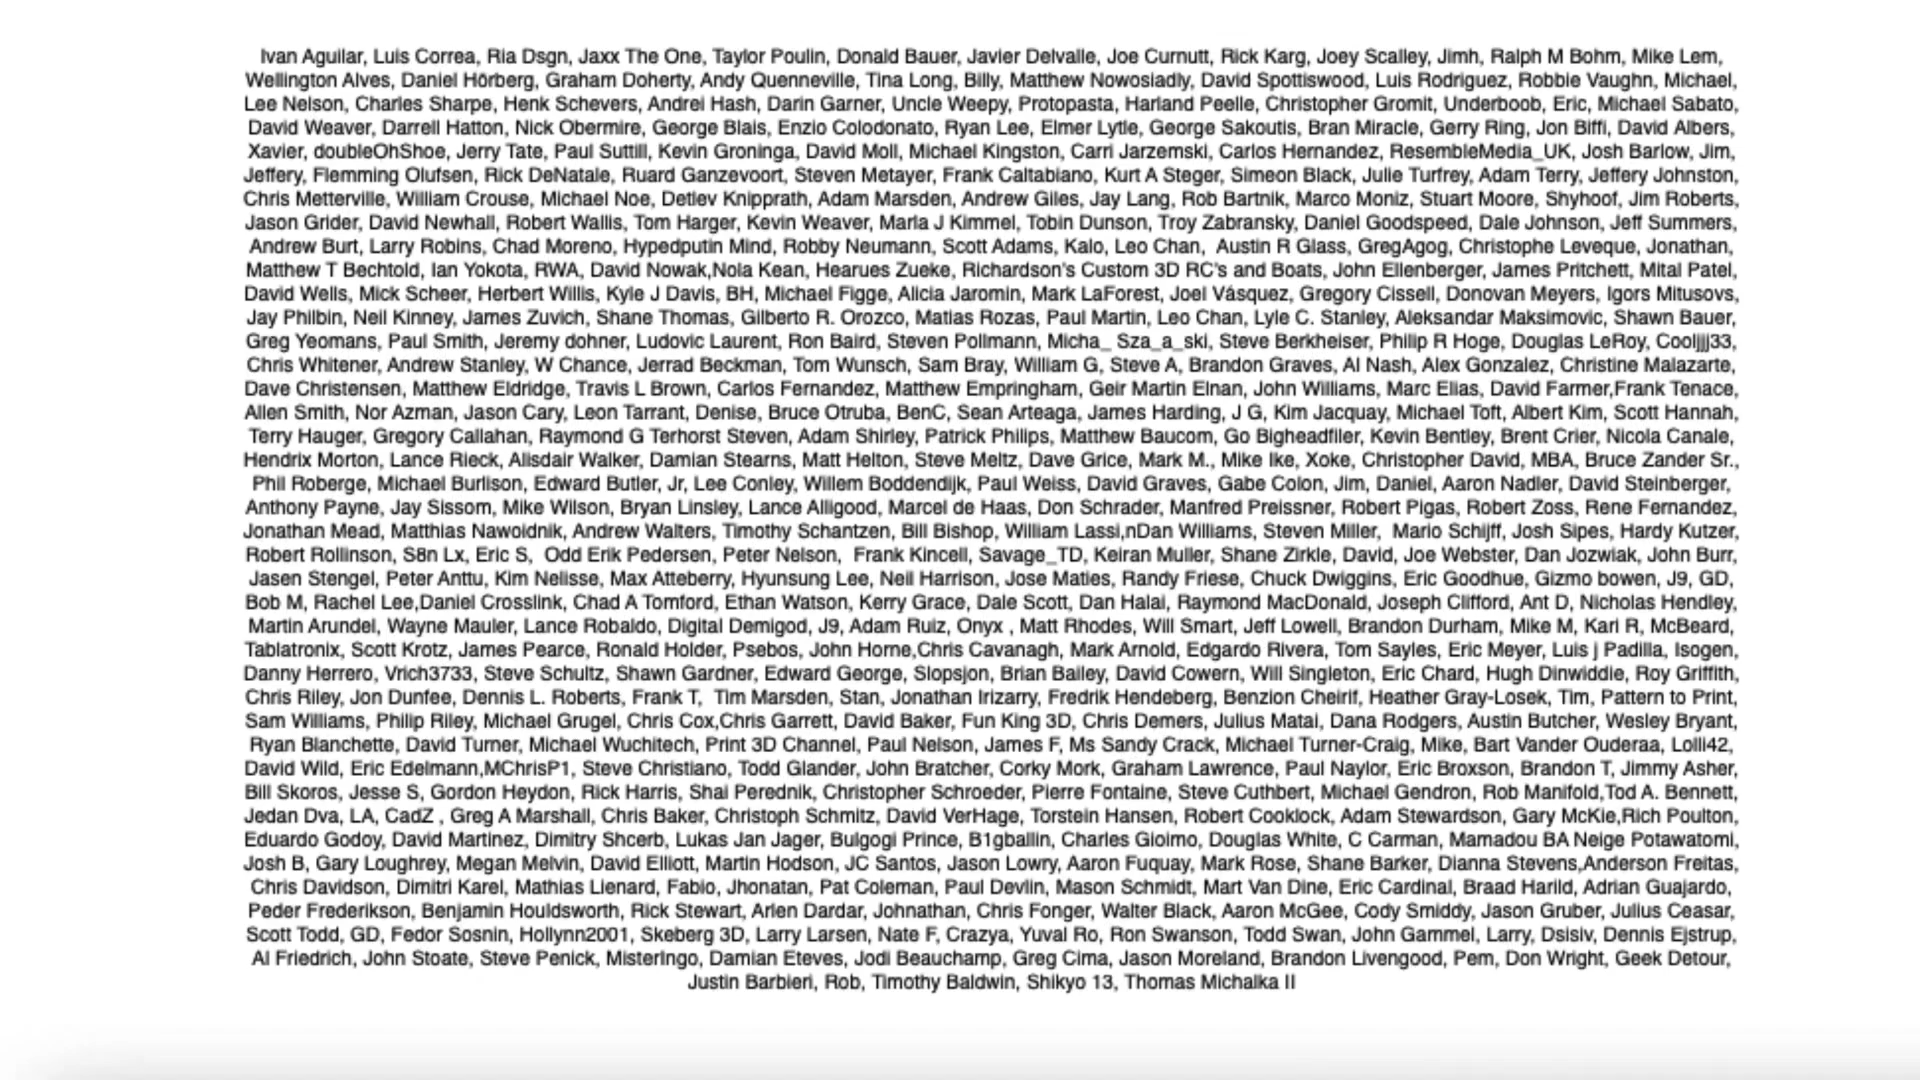 Ivan Aguilar, Luis Correa, Ria Dsgn, Jaxx The One, Taylor Poulin, Donald Bauer, Javier Delvalle, Joe Curnutt, Rick Karg, Joey Scalley, Jimh, Ralph M Bohm, Mike Lem,
Wellington Alves, Daniel Hörberg, Graham Doherty, Andy Quenneville, Tina Long, Billy, Matthew Nowosiadly, David Spottiswood, Luis Rodriguez, Robbie Vaughn, Michael,
Lee Nelson, Charles Sharpe, Henk Schevers, Andrei Hash, Darin Garner, Uncle Weepy, Protopasta, Harland Peelle, Christopher Gromit, Underboob, Eric, Michael Sabato,
David Weaver, Darrell Hatton, Nick Obermire, George Blais, Enzio Colodonato, Ryan Lee, Elmer Lytle, George Sakoutis, Bran Miracle, Gerry Ring, Jon Biffi, David Albers,
Xavier, doubleOhShoe, Jerry Tate, Paul Suttill, Kevin Groninga, David Moll, Michael Kingston, Carri Jarzemski, Carlos Hernandez, ResembleMedia_UK, Josh Barlow, Jim,
Jeffery, Flemming Olufsen, Rick DeNatale, Ruard Ganzevoort, Steven Metayer, Frank Caltabiano, Kurt A Steger, Simeon Black, Julie Turfrey, Adam Terry, Jeffery Johnston,
Chris Metterville, William Crouse, Michael Noe, Detlev Knipprath, Adam Marsden, Andrew Giles, Jay Lang, Rob Bartnik, Marco Moniz, Stuart Moore, Shyhoof, Jim Roberts,
Jason Grider, David Newhall, Robert Wallis, Tom Harger, Kevin Weaver, Marla J Kimmel, Tobin Dunson, Troy Zabransky, Daniel Goodspeed, Dale Johnson, Jeff Summers,
Andrew Burt, Larry Robins, Chad Moreno, Hypedputin Mind, Robby Neumann, Scott Adams, Kalo, Leo Chan,  Austin R Glass, GregAgog, Christophe Leveque, Jonathan,
Matthew T Bechtold, Ian Yokota, RWA, David Nowak,Nola Kean, Hearues Zueke, Richardson's Custom 3D RC's and Boats, John Ellenberger, James Pritchett, Mital Patel,
David Wells, Mick Scheer, Herbert Willis, Kyle J Davis, BH, Michael Figge, Alicia Jaromin, Mark LaForest, Joel Vásquez, Gregory Cissell, Donovan Meyers, Igors Mitusovs,
Jay Philbin, Neil Kinney, James Zuvich, Shane Thomas, Gilberto R. Orozco, Matias Rozas, Paul Martin, Leo Chan, Lyle C. Stanley, Aleksandar Maksimovic, Shawn Bauer,
Greg Yeomans, Paul Smith, Jeremy dohner, Ludovic Laurent, Ron Baird, Steven Pollmann, Micha_ Sza_a_ski, Steve Berkheiser, Philip R Hoge, Douglas LeRoy, Cooljjj33,
Chris Whitener, Andrew Stanley, W Chance, Jerrad Beckman, Tom Wunsch, Sam Bray, William G, Steve A, Brandon Graves, Al Nash, Alex Gonzalez, Christine Malazarte,
Dave Christensen, Matthew Eldridge, Travis L Brown, Carlos Fernandez, Matthew Empringham, Geir Martin Elnan, John Williams, Marc Elias, David Farmer,Frank Tenace,
Allen Smith, Nor Azman, Jason Cary, Leon Tarrant, Denise, Bruce Otruba, BenC, Sean Arteaga, James Harding, J G, Kim Jacquay, Michael Toft, Albert Kim, Scott Hannah,
Terry Hauger, Gregory Callahan, Raymond G Terhorst Steven, Adam Shirley, Patrick Philips, Matthew Baucom, Go Bigheadfiler, Kevin Bentley, Brent Crier, Nicola Canale,
Hendrix Morton, Lance Rieck, Alisdair Walker, Damian Stearns, Matt Helton, Steve Meltz, Dave Grice, Mark M., Mike Ike, Xoke, Christopher David, MBA, Bruce Zander Sr.,
Phil Roberge, Michael Burlison, Edward Butler, Jr, Lee Conley, Willem Boddendijk, Paul Weiss, David Graves, Gabe Colon, Jim, Daniel, Aaron Nadler, David Steinberger,
Anthony Payne, Jay Sissom, Mike Wilson, Bryan Linsley, Lance Alligood, Marcel de Haas, Don Schrader, Manfred Preissner, Robert Pigas, Robert Zoss, Rene Fernandez,
Jonathan Mead, Matthias Nawoidnik, Andrew Walters, Timothy Schantzen, Bill Bishop, William Lassi,nDan Williams, Steven Miller,  Mario Schijff, Josh Sipes, Hardy Kutzer,
Robert Rollinson, S8n Lx, Eric S,  Odd Erik Pedersen, Peter Nelson,  Frank Kincell, Savage_TD, Keiran Muller, Shane Zirkle, David, Joe Webster, Dan Jozwiak, John Burr,
Jasen Stengel, Peter Anttu, Kim Nelisse, Max Atteberry, Hyunsung Lee, Neil Harrison, Jose Maties, Randy Friese, Chuck Dwiggins, Eric Goodhue, Gizmo bowen, J9, GD,
Bob M, Rachel Lee,Daniel Crosslink, Chad A Tomford, Ethan Watson, Kerry Grace, Dale Scott, Dan Halai, Raymond MacDonald, Joseph Clifford, Ant D, Nicholas Hendley,
Martin Arundel, Wayne Mauler, Lance Robaldo, Digital Demigod, J9, Adam Ruiz, Onyx , Matt Rhodes, Will Smart, Jeff Lowell, Brandon Durham, Mike M, Kari R, McBeard,
Tablatronix, Scott Krotz, James Pearce, Ronald Holder, Psebos, John Horne,Chris Cavanagh, Mark Arnold, Edgardo Rivera, Tom Sayles, Eric Meyer, Luis j Padilla, Isogen,
Danny Herrero, Vrich3733, Steve Schultz, Shawn Gardner, Edward George, Slopsjon, Brian Bailey, David Cowern, Will Singleton, Eric Chard, Hugh Dinwiddie, Roy Griffith,
Chris Riley, Jon Dunfee, Dennis L. Roberts, Frank T,  Tim Marsden, Stan, Jonathan Irizarry, Fredrik Hendeberg, Benzion Cheirif, Heather Gray-Losek, Tim, Pattern to Print,
Sam Williams, Philip Riley, Michael Grugel, Chris Cox,Chris Garrett, David Baker, Fun King 3D, Chris Demers, Julius Matai, Dana Rodgers, Austin Butcher, Wesley Bryant,
Ryan Blanchette, David Turner, Michael Wuchitech, Print 3D Channel, Paul Nelson, James F, Ms Sandy Crack, Michael Turner-Craig, Mike, Bart Vander Ouderaa, Lolli42,
David Wild, Eric Edelmann,MChrisP1, Steve Christiano, Todd Glander, John Bratcher, Corky Mork, Graham Lawrence, Paul Naylor, Eric Broxson, Brandon T, Jimmy Asher,
Bill Skoros, Jesse S, Gordon Heydon, Rick Harris, Shai Perednik, Christopher Schroeder, Pierre Fontaine, Steve Cuthbert, Michael Gendron, Rob Manifold,Tod A. Bennett,
Jedan Dva, LA, CadZ , Greg A Marshall, Chris Baker, Christoph Schmitz, David VerHage, Torstein Hansen, Robert Cooklock, Adam Stewardson, Gary McKie,Rich Poulton,
Eduardo Godoy, David Martinez, Dimitry Shcerb, Lukas Jan Jager, Bulgogi Prince, B1gballin, Charles Gioimo, Douglas White, C Carman, Mamadou BA Neige Potawatomi,
Josh B, Gary Loughrey, Megan Melvin, David Elliott, Martin Hodson, JC Santos, Jason Lowry, Aaron Fuquay, Mark Rose, Shane Barker, Dianna Stevens,Anderson Freitas,
Chris Davidson, Dimitri Karel, Mathias Lienard, Fabio, Jhonatan, Pat Coleman, Paul Devlin, Mason Schmidt, Mart Van Dine, Eric Cardinal, Braad Harild, Adrian Guajardo,
Peder Frederikson, Benjamin Houldsworth, Rick Stewart, Arlen Dardar, Johnathan, Chris Fonger, Walter Black, Aaron McGee, Cody Smiddy, Jason Gruber, Julius Ceasar,
Scott Todd, GD, Fedor Sosnin, Hollynn2001, Skeberg 3D, Larry Larsen, Nate F, Crazya, Yuval Ro, Ron Swanson, Todd Swan, John Gammel, Larry, Dsisiv, Dennis Ejstrup,
Al Friedrich, John Stoate, Steve Penick, MisterIngo, Damian Eteves, Jodi Beauchamp, Greg Cima, Jason Moreland, Brandon Livengood, Pem, Don Wright, Geek Detour,
Justin Barbieri, Rob, Timothy Baldwin, Shikyo 13, Thomas Michalka II